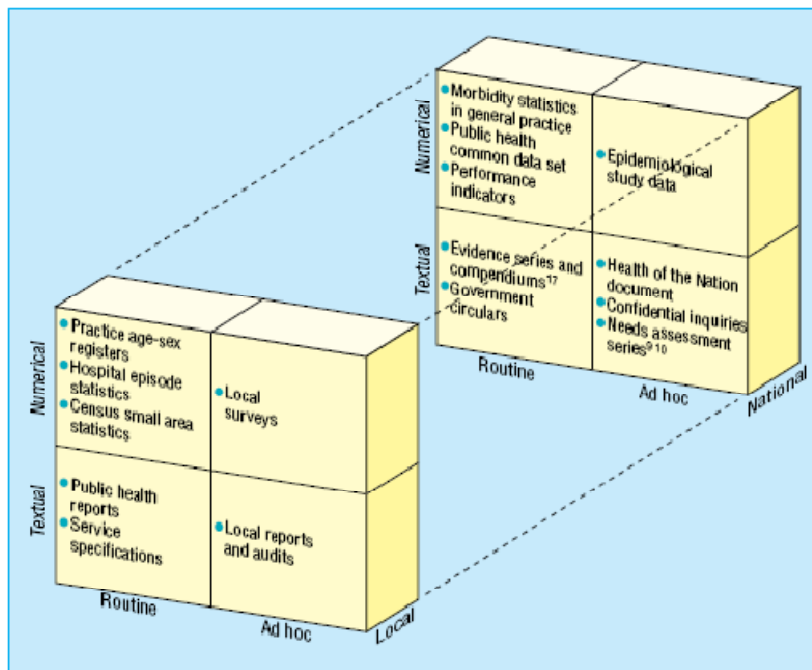 Numerical
Morbidity statistics
in general practice
Public health
common data set
Performance
indicators
Epidemiological
study data
Textual
Evidence series and
compendiums¹⁷
Government
circulars
Health of the Nation
document
Confidential inquiries
Needs assessment
series⁹ ¹⁰
Routine
Ad hoc
National
Numerical
Practice age-sex
registers
Hospital episode
statistics
Census small area
statistics
Local
surveys
Textual
Public health
reports
Service
specifications
Local reports
and audits
Routine
Ad hoc
Local